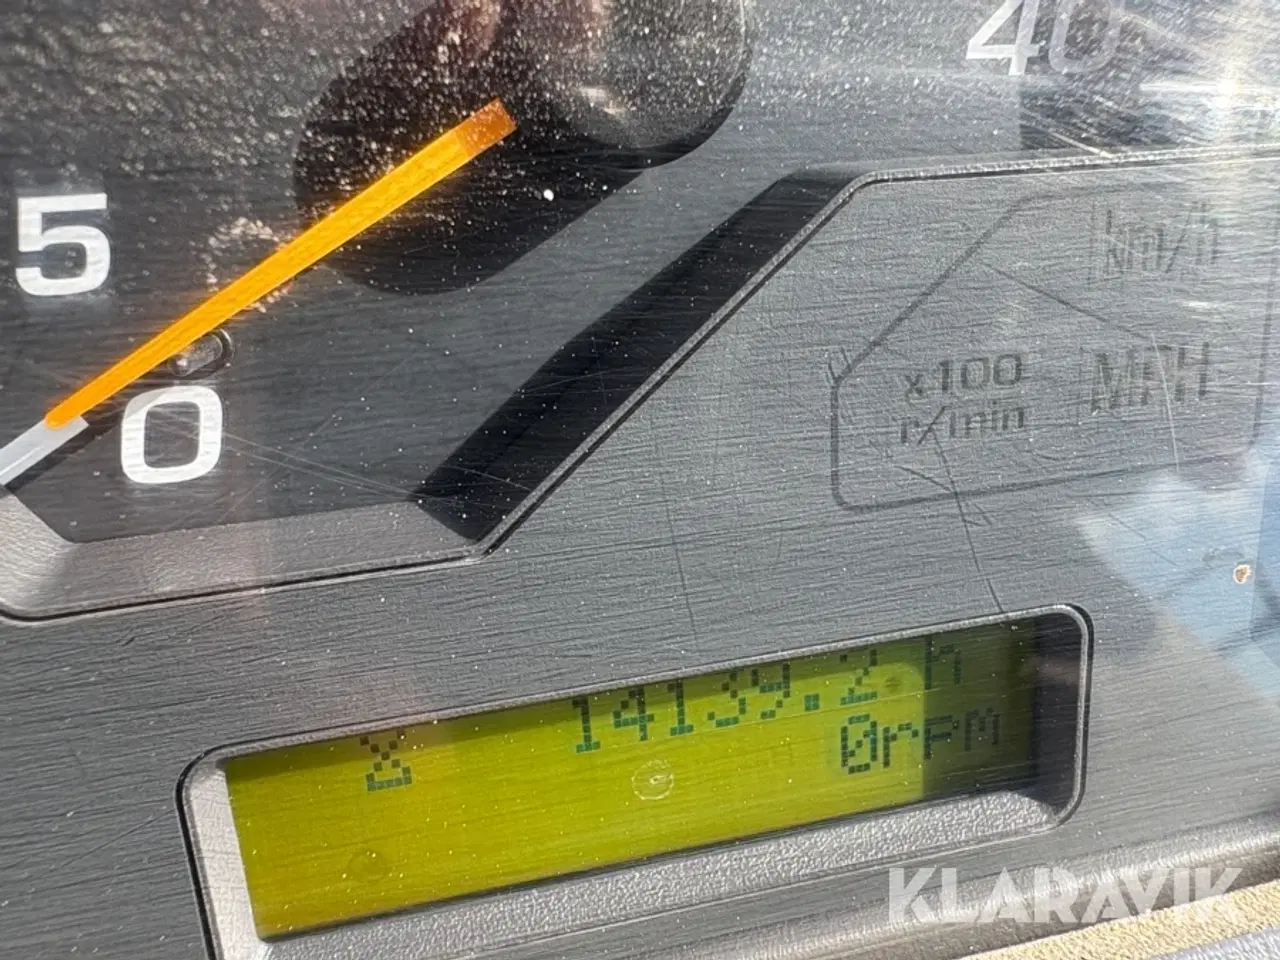 40
5
0
km/h
x100
r/min
MPH
14139.2 h
0rpm
KLARAVIK